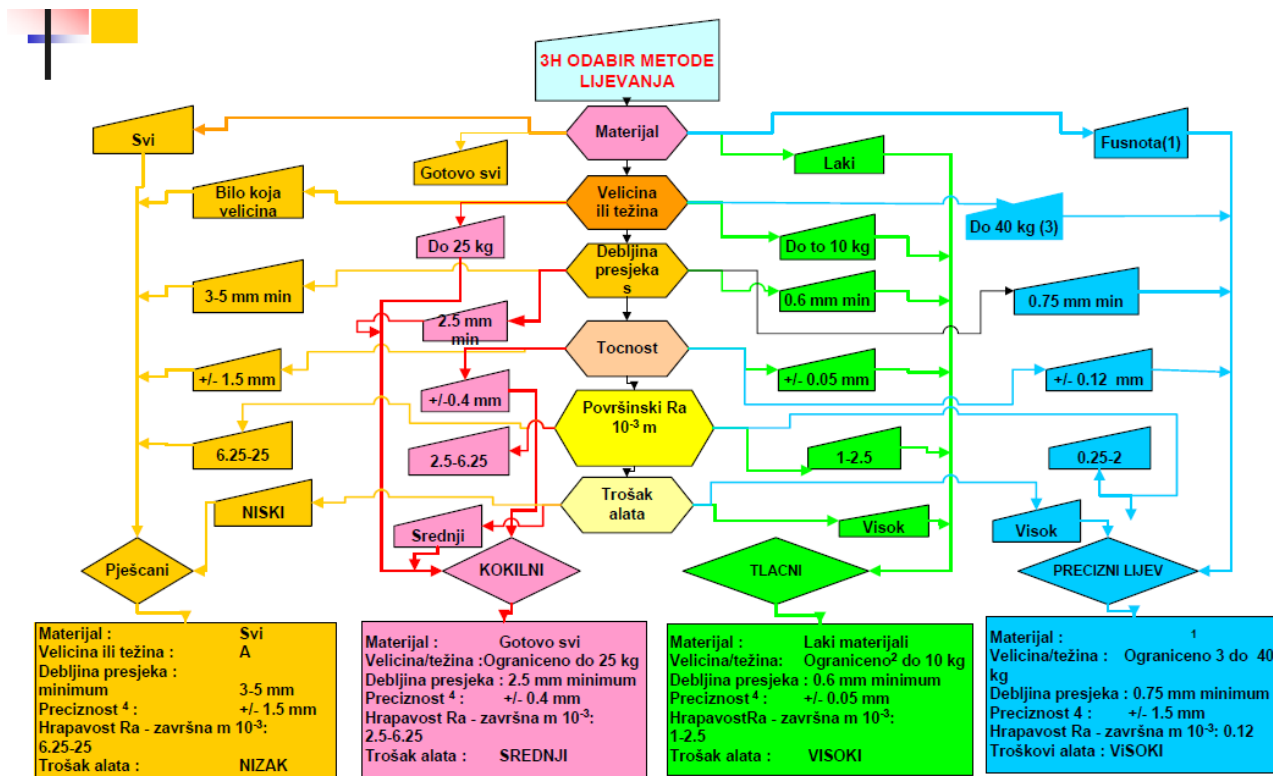 3H ODABIR METODE
LIJEVANJA
Materijal
Svi
Gotovo svi
Laki
Fusnota(1)
Velicina
ili težina
Bilo koja
velicina
Do 25 kg
Do to 10 kg
Do 40 kg (3)
Debljina
presjeka
s
3-5 mm min
2.5 mm
min
0.6 mm min
0.75 mm min
Tocnost
+/- 1.5 mm
+/-0.4 mm
+/- 0.05 mm
+/- 0.12 mm
Površinski Ra
10⁻³ m
6.25-25
2.5-6.25
1-2.5
0.25-2
Trošak
alata
NISKI
Srednji
Visok
Visok
Pješcani
KOKILNI
TLACNI
PRECIZNI LIJEV
Materijal : Svi
Velicina ili težina : A
Debljina presjeka :
minimum 3-5 mm
Preciznost ⁴ : +/- 1.5 mm
Hrapavost Ra - završna m 10⁻³:
6.25-25
Trošak alata : NIZAK
Materijal : Gotovo svi
Velicina/težina :Ograniceno do 25 kg
Debljina presjeka : 2.5 mm minimum
Preciznost ⁴ : +/- 0.4 mm
Hrapavost Ra - završna m 10⁻³:
2.5-6.25
Trošak alata : SREDNJI
Materijal : Laki materijali
Velicina/težina: Ograniceno² do 10 kg
Debljina presjeka : 0.6 mm minimum
Preciznost ⁴ : +/- 0.05 mm
HrapavostRa - završna m 10⁻³:
1-2.5
Trošak alata : VISOKI
Materijal : ¹
Velicina/težina : Ograniceno 3 do 40
kg
Debljina presjeka : 0.75 mm minimum
Preciznost 4 : +/- 1.5 mm
Hrapavost Ra - završna m 10⁻³: 0.12
Troškovi alata : ViSOKI